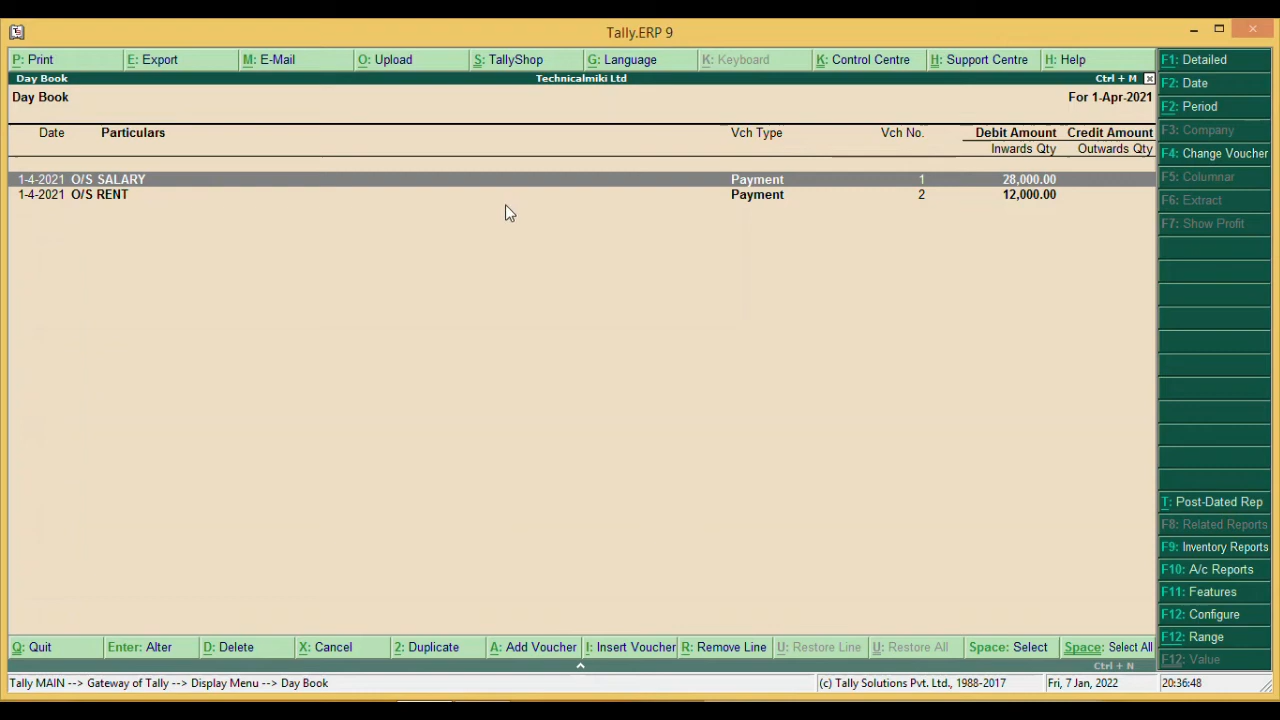 Tally.ERP 9
P: Print E: Export M: E-Mail O: Upload S: TallyShop G: Language K: Keyboard K: Control Centre H: Support Centre H: Help
Day Book Technicalmiki Ltd Ctrl + M
Day Book For 1-Apr-2021
Date Particulars Vch Type Vch No. Debit Amount Credit Amount
Inwards Qty Outwards Qty
1-4-2021 O/S SALARY Payment 1 28,000.00
1-4-2021 O/S RENT Payment 2 12,000.00
F1: Detailed
F2: Date
F2: Period
F3: Company
F4: Change Voucher
F5: Columnar
F6: Extract
F7: Show Profit
T: Post-Dated Rep
F8: Related Reports
F9: Inventory Reports
F10: A/c Reports
F11: Features
F12: Configure
F12: Range
F12: Value
Q: Quit Enter: Alter D: Delete X: Cancel 2: Duplicate A: Add Voucher I: Insert Voucher R: Remove Line U: Restore Line U: Restore All Space: Select Space: Select All
Ctrl + N
Tally MAIN --> Gateway of Tally --> Display Menu --> Day Book (c) Tally Solutions Pvt. Ltd., 1988-2017 Fri, 7 Jan, 2022 20:36:48